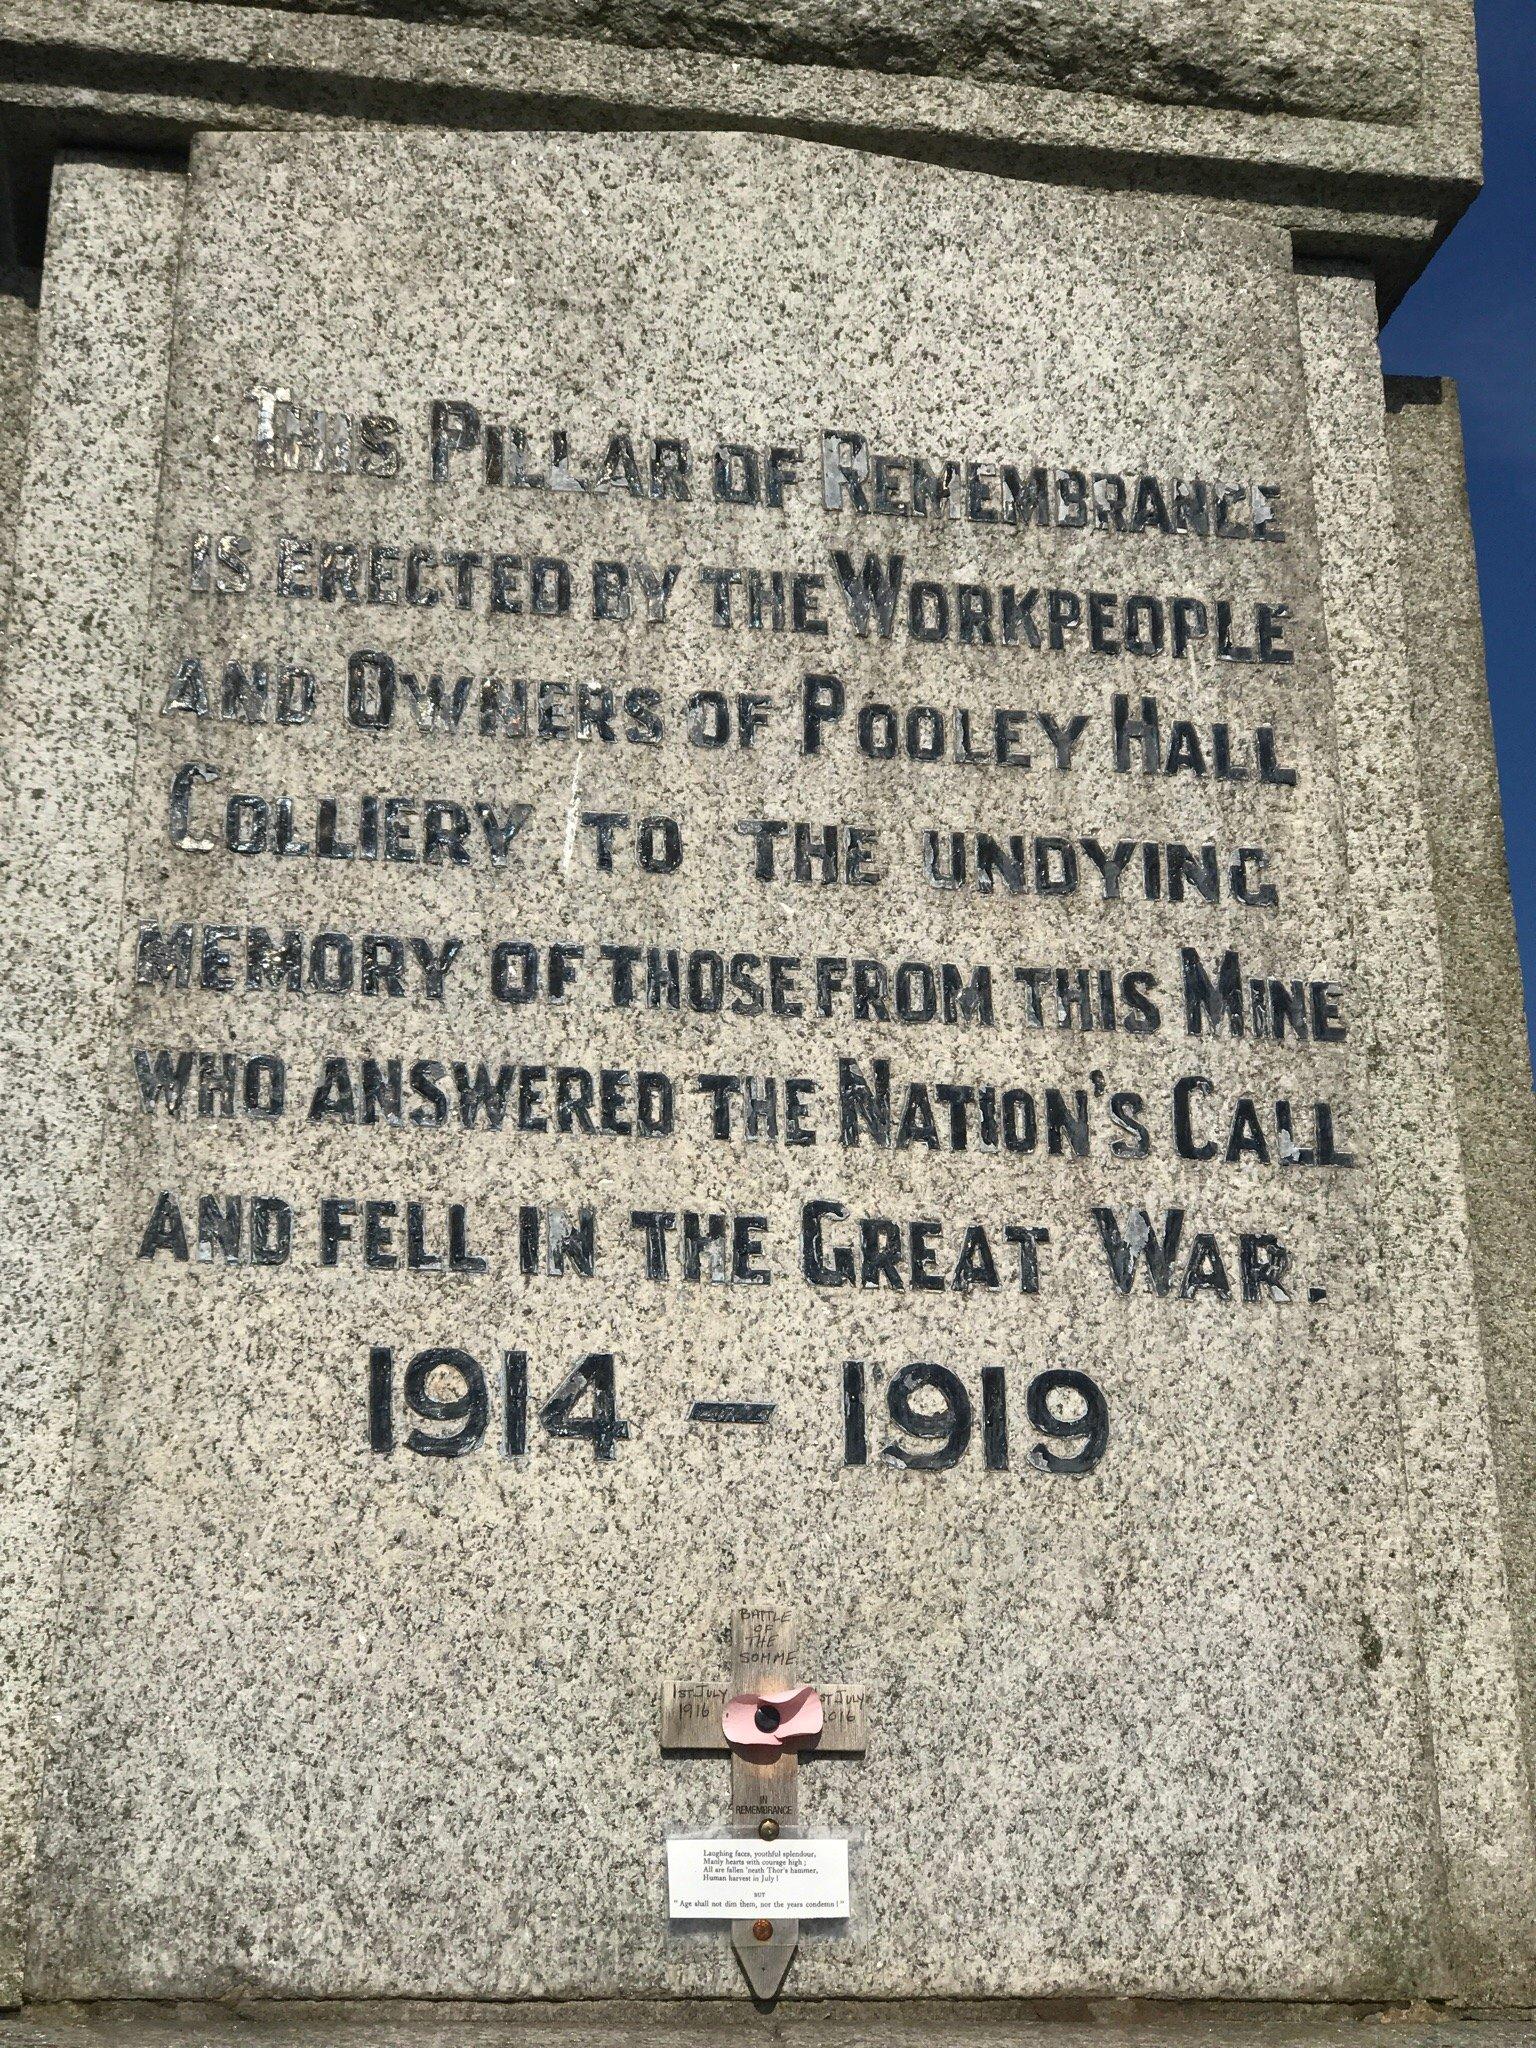 THIS PILLAR OF REMEMBRANCE
IS ERECTED BY THE WORKPEOPLE
AND OWNERS OF POOLEY HALL
COLLIERY TO THE UNDYING
MEMORY OF THOSE FROM THIS MINE
WHO ANSWERED THE NATION'S CALL
AND FELL IN THE GREAT WAR.
1914 — 1919
BATTLE
OF
THE
SOMME
1ST JULY
1916
ST JULY
016
IN
REMEMBRANCE
Laughing faces, youthful splendour,
Manly hearts with courage high;
All are fallen 'neath Thor's hammer,
Human harvest in July!
BUT
"Age shall not dim them, nor the years condemn!"